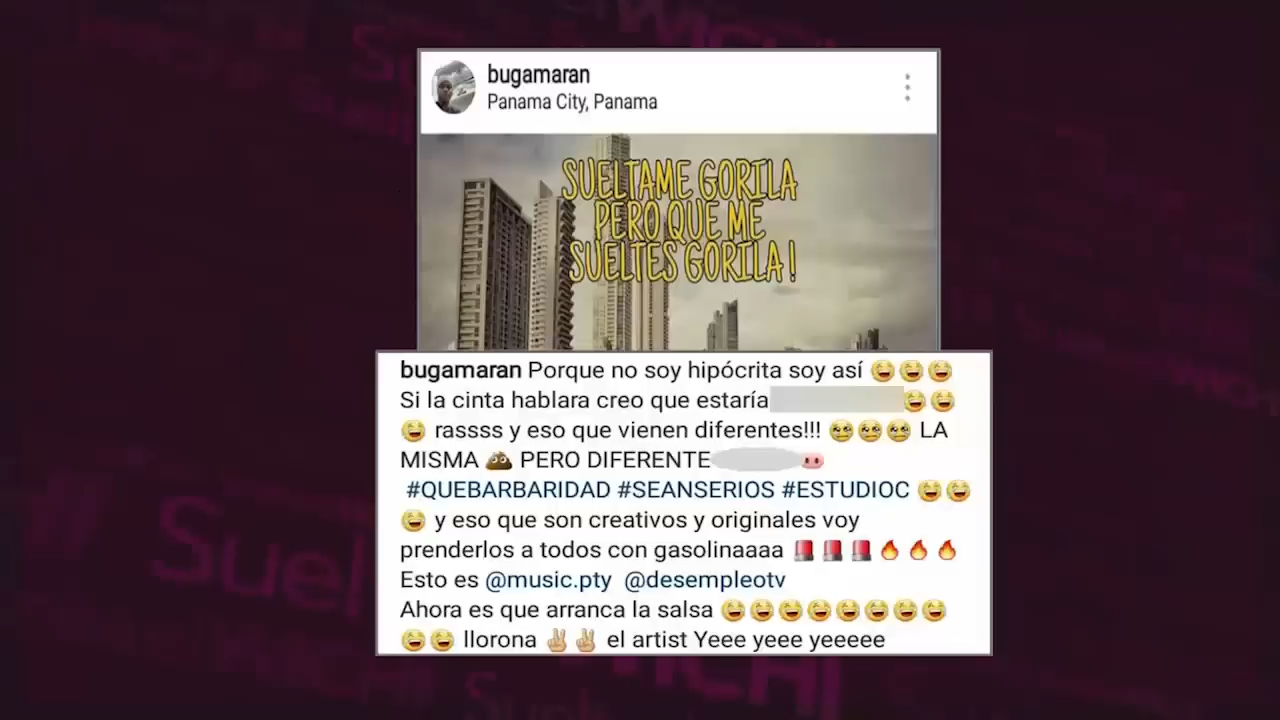 bugamaran
Panama City, Panama
SUELTAME GORILA
PERO QUE ME
SUELTES GORILA!
bugamaran Porque no soy hipócrita soy así 😂😂😂
Si la cinta hablara creo que estaría 😂😂
😂 rassss y eso que vienen diferentes!!! 🥺🥺🥺 LA
MISMA 💩 PERO DIFERENTE 🐽
#QUEBARBARIDAD #SEANSERIOS #ESTUDIOC 😂😂
😂 y eso que son creativos y originales voy
prenderlos a todos con gasolinaaaa 🚨🚨🚨🔥🔥🔥
Esto es @music.pty @desempleotv
Ahora es que arranca la salsa 😂😂😂😂😂😂😂😂
😂😂 llorona ✌🏼✌🏼 el artist Yeee yeee yeeeee
# Suel